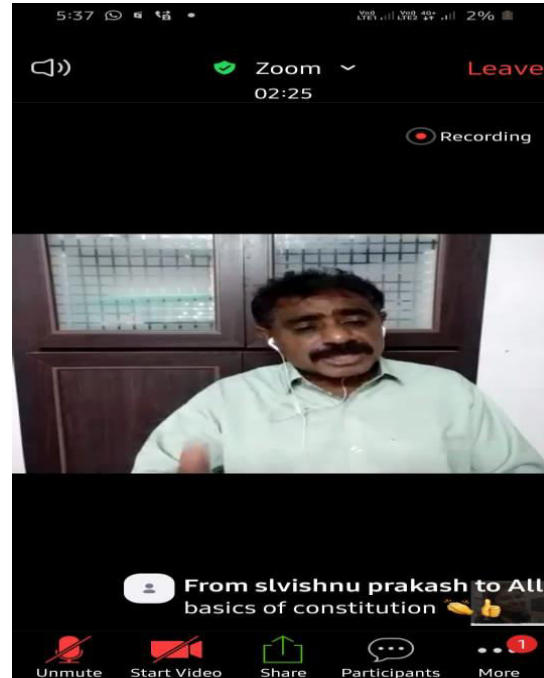 5:37 2%
Zoom Leave
02:25
Recording
From slvishnu prakash to All
basics of constitution 👏👍
1
Unmute Start Video Share Participants More